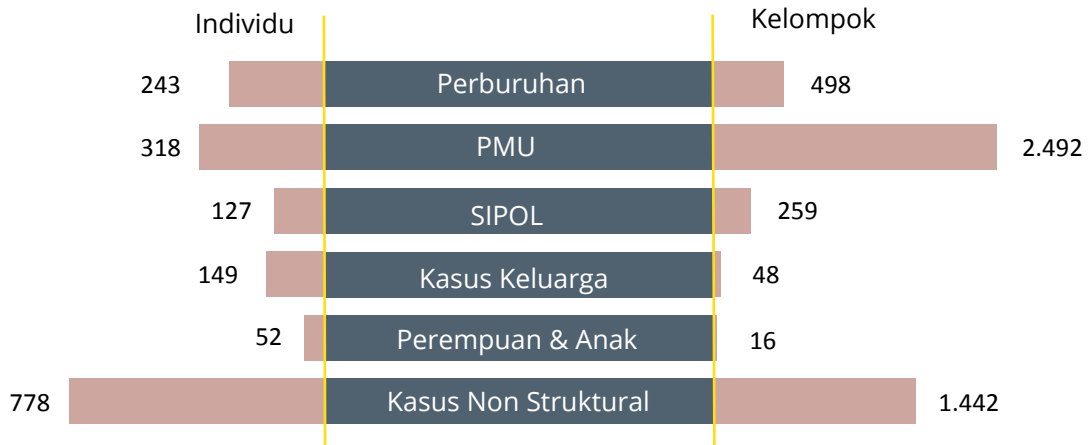 Individu
Kelompok
243 Perburuhan 498
318 PMU 2.492
127 SIPOL 259
149 Kasus Keluarga 48
52 Perempuan & Anak 16
778 Kasus Non Struktural 1.442